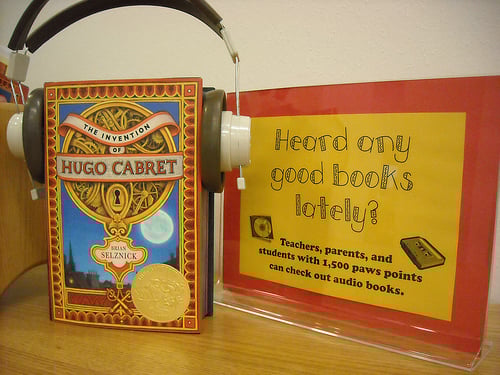 THE INVENTION
OF
HUGO CABRET
BRIAN
SELZNICK
Heard any
good books
lately?
Teachers, parents, and
students with 1,500 paws points
can check out audio books.